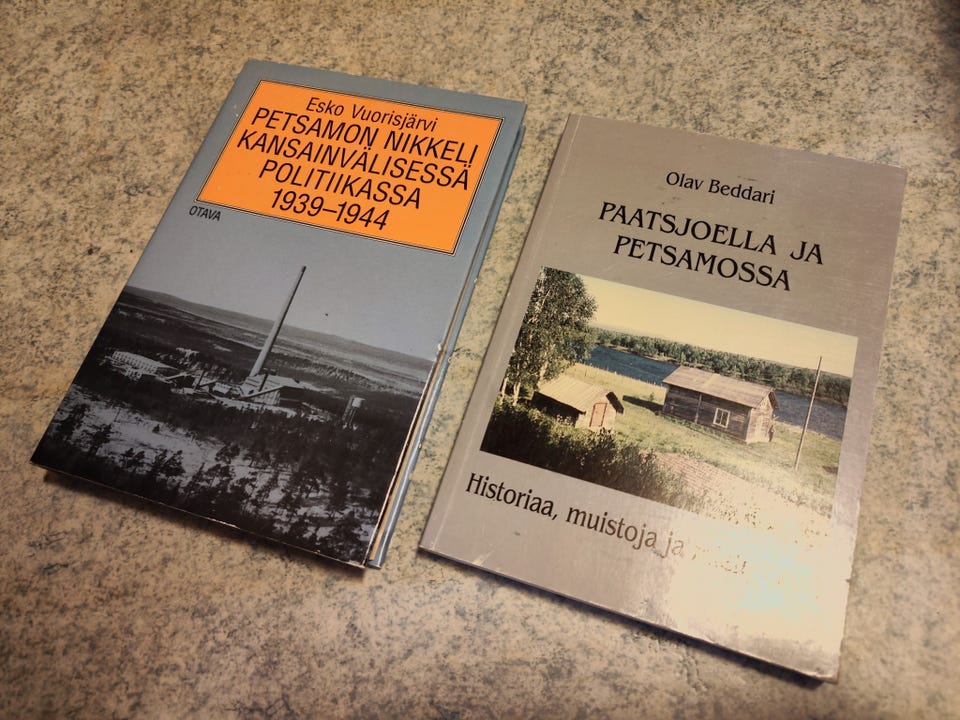 Esko Vuorisjärvi
PETSAMON NIKKELI
KANSAINVÄLISESSÄ
POLITIIKASSA
1939–1944
OTAVA
Olav Beddari
PAATSJOELLA JA
PETSAMOSSA
Historiaa, muistoja ja